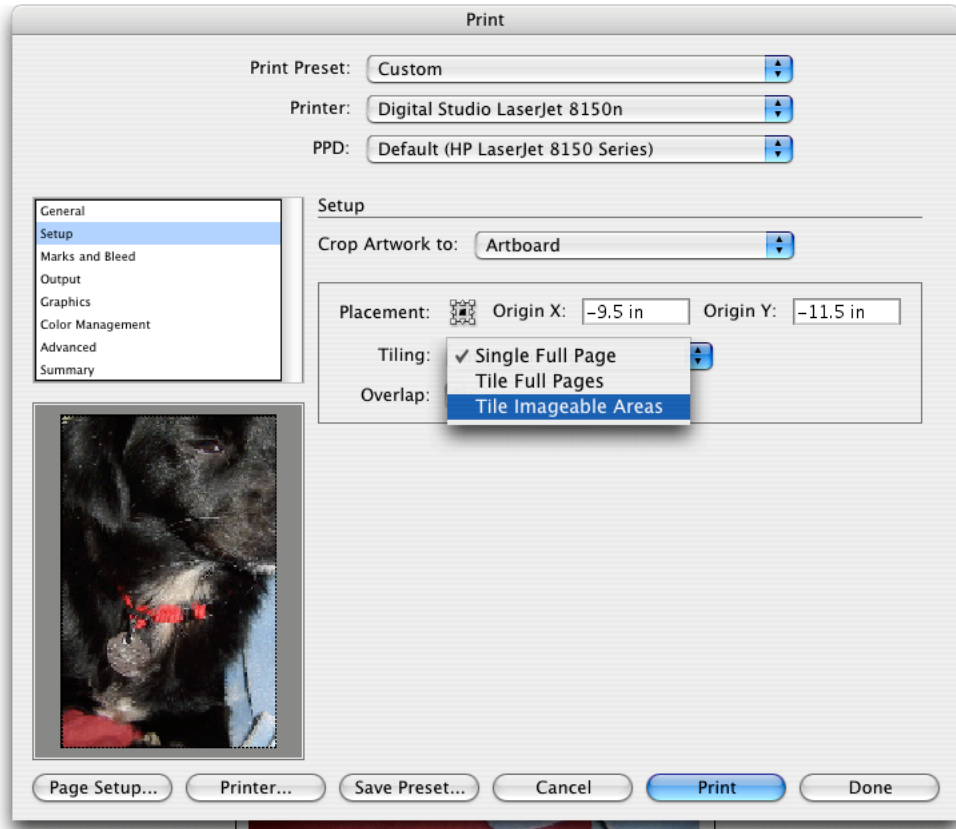 Print
Print Preset: Custom
Printer: Digital Studio LaserJet 8150n
PPD: Default (HP LaserJet 8150 Series)
General
Setup
Marks and Bleed
Output
Graphics
Color Management
Advanced
Summary
Setup
Crop Artwork to: Artboard
Placement: Origin X: -9.5 in Origin Y: -11.5 in
Tiling: ✓ Single Full Page
Tile Full Pages
Overlap: Tile Imageable Areas
Page Setup... Printer... Save Preset... Cancel Print Done